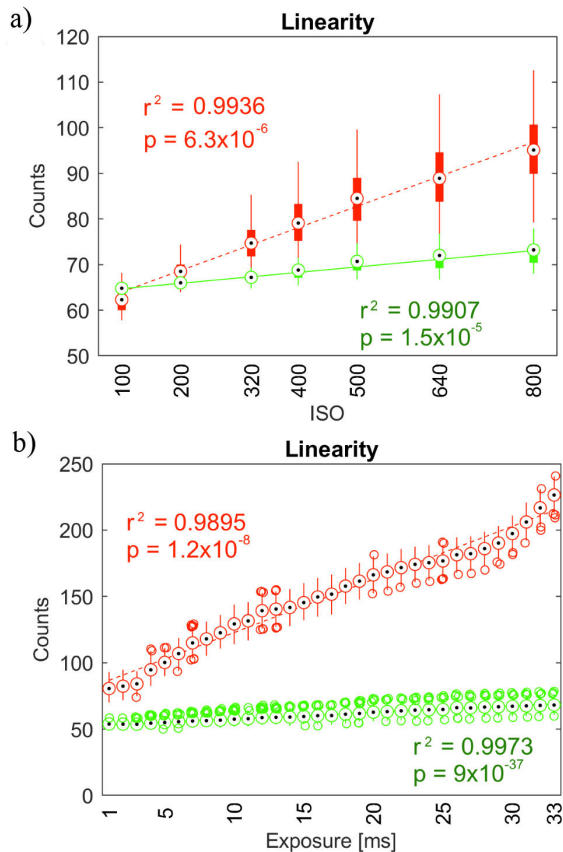 a)
Linearity
120
110
100
90
80
70
60
50
Counts
r² = 0.9936
p = 6.3x10⁻⁶
r² = 0.9907
p = 1.5x10⁻⁵
100 200 320 400 500 640 800
ISO
b)
Linearity
250
200
150
100
50
0
Counts
r² = 0.9895
p = 1.2x10⁻⁸
r² = 0.9973
p = 9x10⁻³⁷
1 5 10 15 20 25 30 33
Exposure [ms]